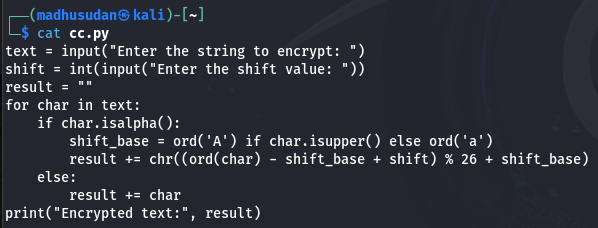 ┌──(madhusudan㉿kali)-[~]
└─$ cat cc.py
text = input("Enter the string to encrypt: ")
shift = int(input("Enter the shift value: "))
result = ""
for char in text:
    if char.isalpha():
        shift_base = ord('A') if char.isupper() else ord('a')
        result += chr((ord(char) - shift_base + shift) % 26 + shift_base)
    else:
        result += char
print("Encrypted text:", result)